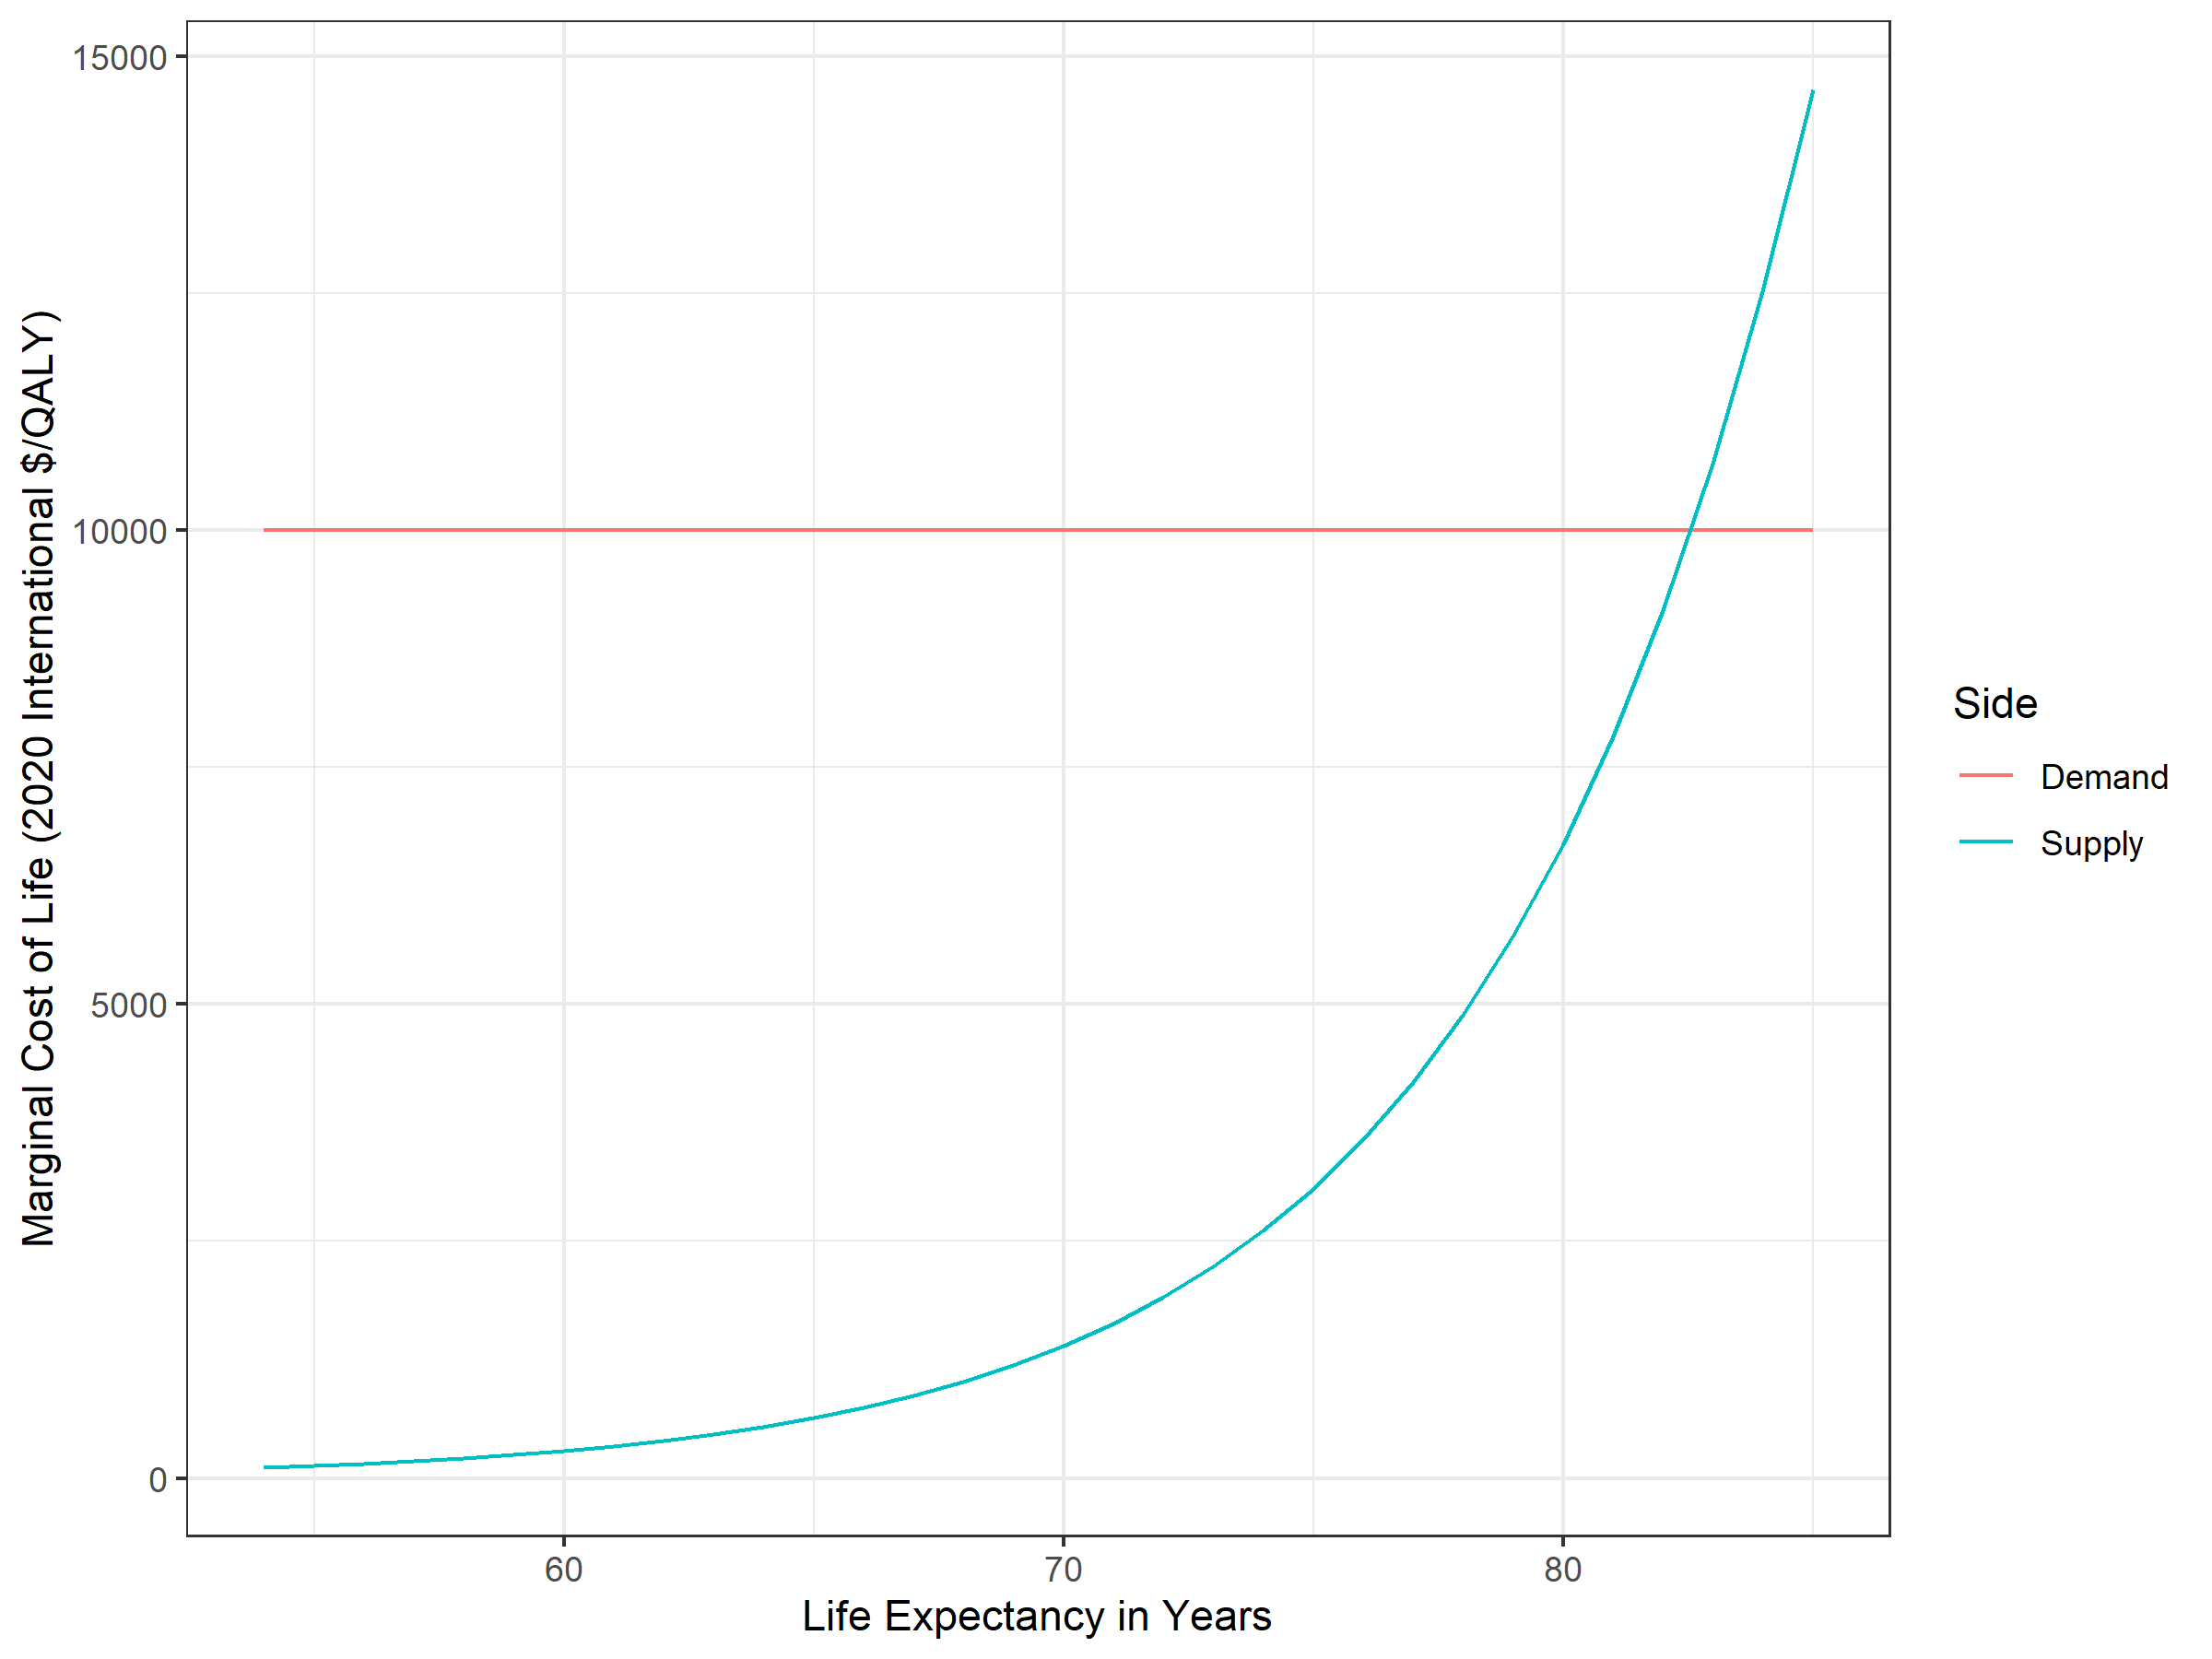 15000
10000
5000
0
Marginal Cost of Life (2020 International $/QALY)
60 70 80
Life Expectancy in Years
Side
Demand
Supply